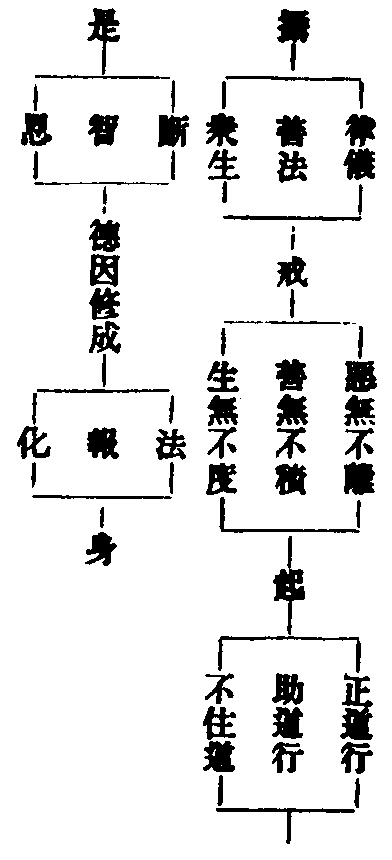 攝
律儀
善法
衆生
戒
惡無不離
善無不積
生無不度
起
正道行
助道行
不住道
是
斷
智
恩
德因修成
法
報
化
身